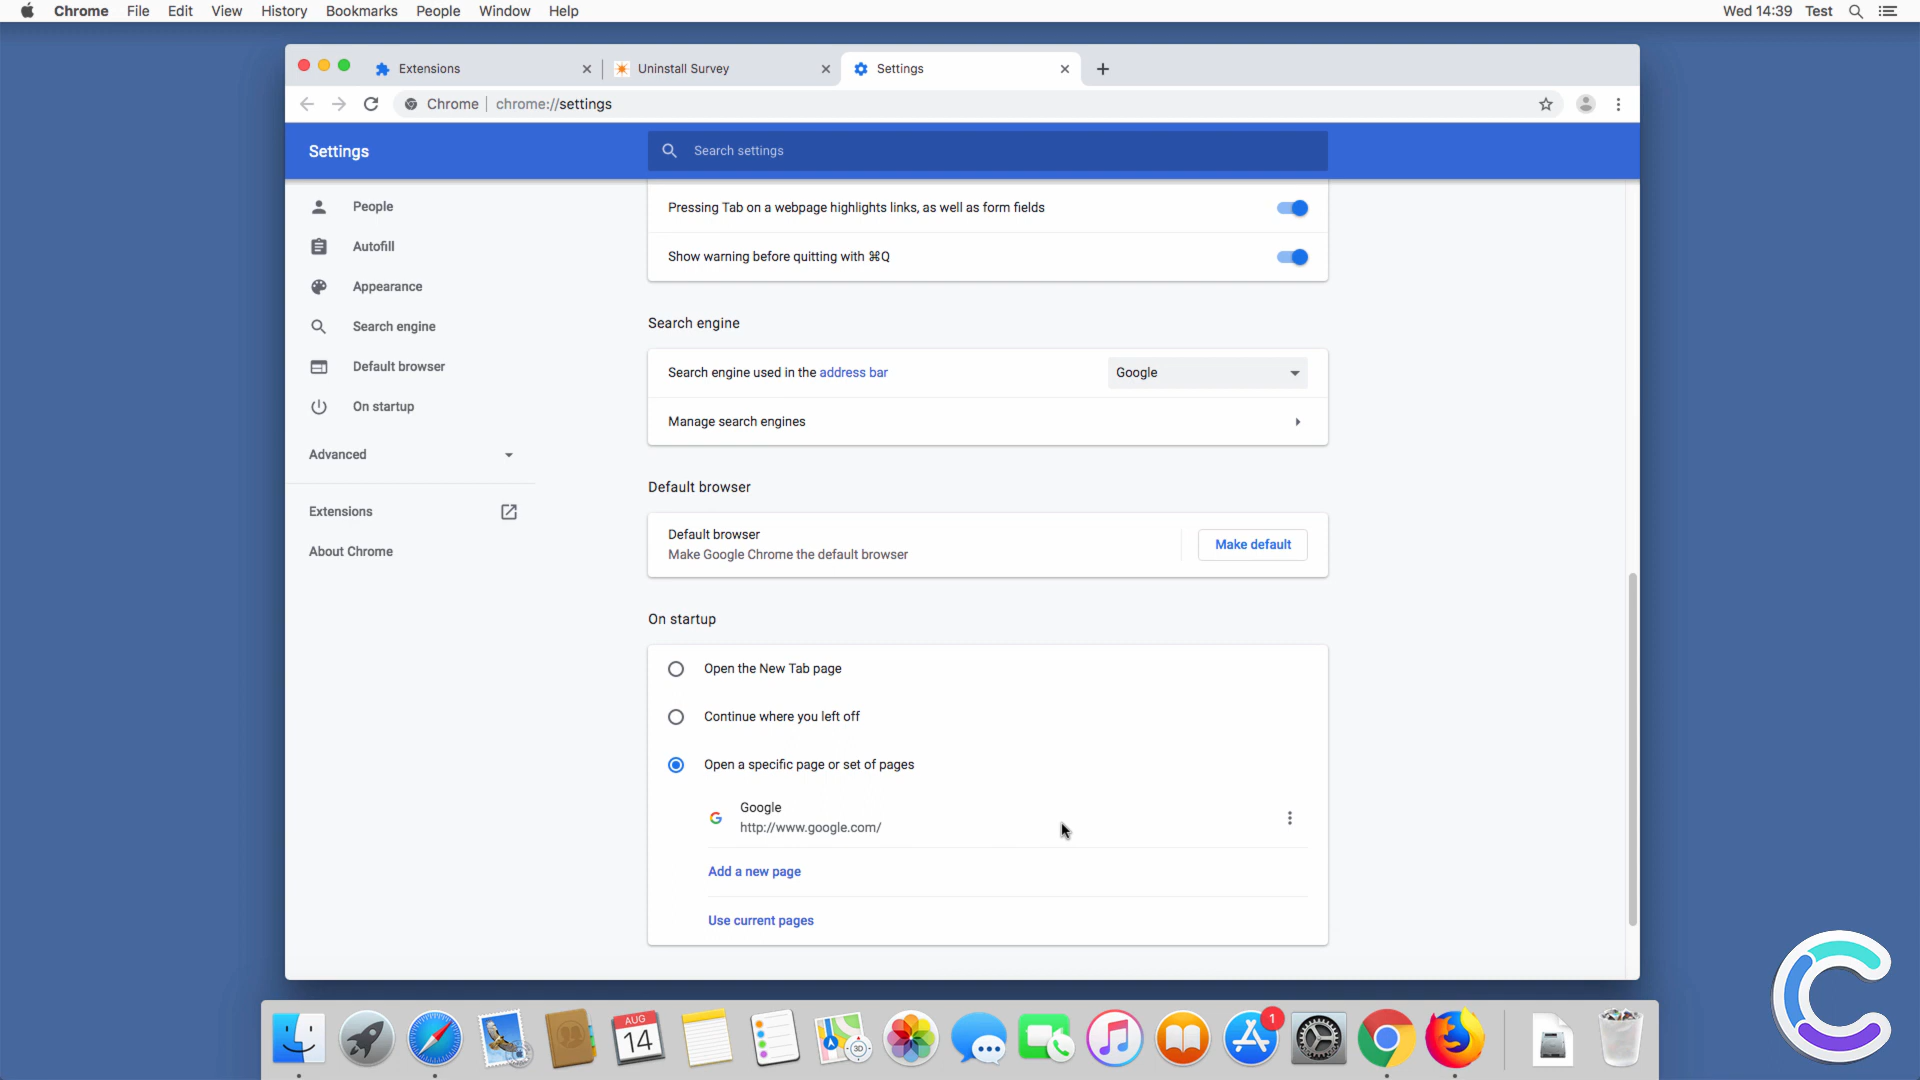 Chrome File Edit View History Bookmarks People Window Help Wed 14:39 Test
Extensions Uninstall Survey Settings
Chrome chrome://settings
Settings
Search settings
People
Autofill
Appearance
Search engine
Default browser
On startup
Advanced
Extensions
About Chrome
Pressing Tab on a webpage highlights links, as well as form fields
Show warning before quitting with ⌘Q
Search engine
Search engine used in the address bar Google
Manage search engines
Default browser
Default browser
Make Google Chrome the default browser
Make default
On startup
Open the New Tab page
Continue where you left off
Open a specific page or set of pages
Google
http://www.google.com/
Add a new page
Use current pages
AUG
14
3D
1